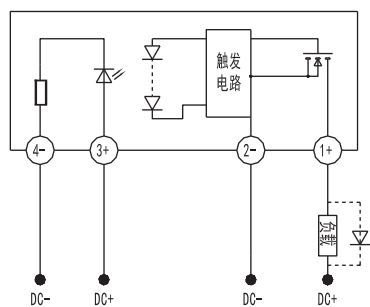 触发
电路
4-
3+
2-
1+
负载
DC-
DC+
DC-
DC+